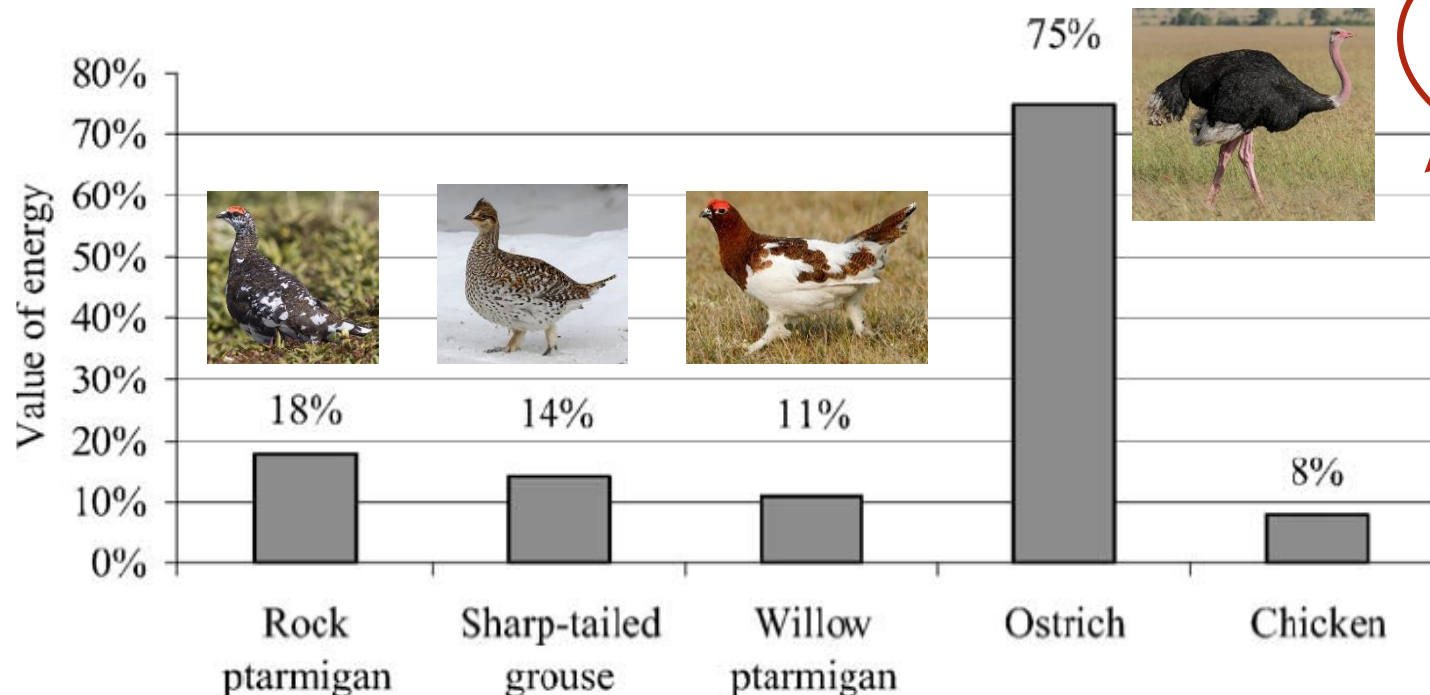 Value of energy
80%
70%
60%
50%
40%
30%
20%
10%
0%
18%
14%
11%
75%
8%
Rock
ptarmigan
Sharp-tailed
grouse
Willow
ptarmigan
Ostrich
Chicken